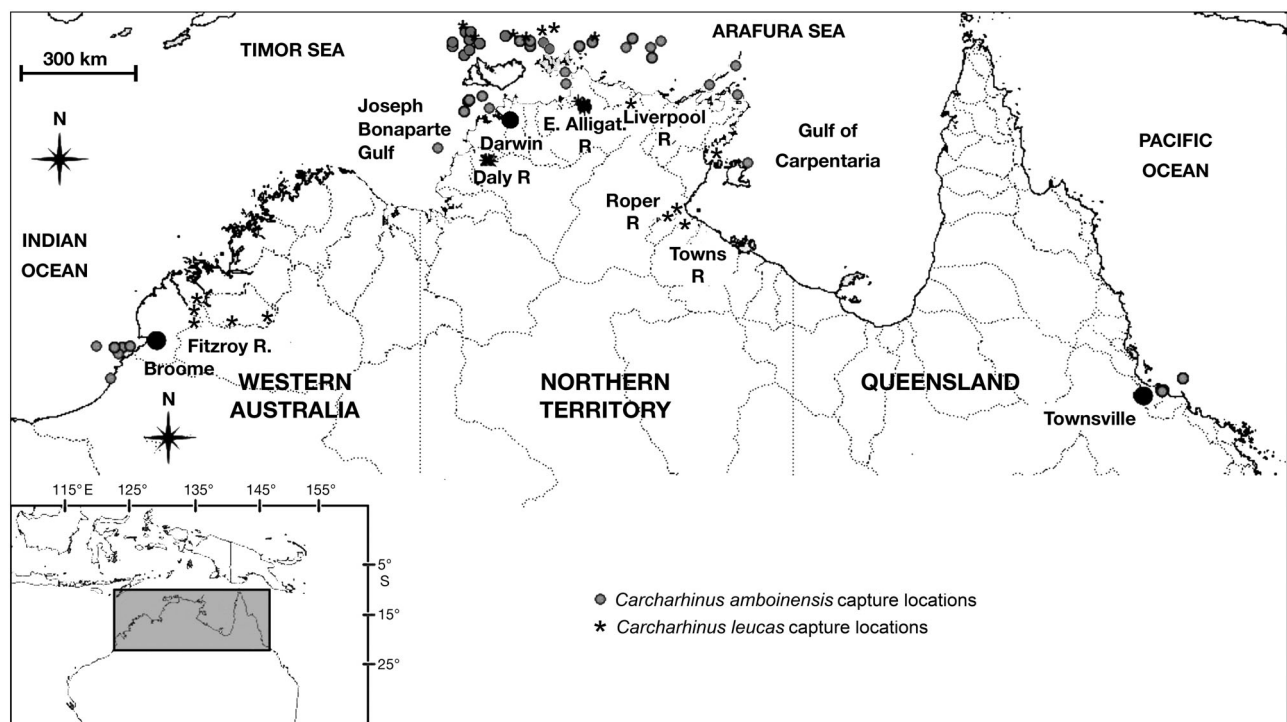 TIMOR SEA
ARAFURA SEA
300 km
N
Joseph
Bonaparte
Gulf
Darwin
Daly R
E. Alligat.
R
Liverpool
R
Gulf of
Carpentaria
PACIFIC
OCEAN
Roper
R
Towns
R
INDIAN
OCEAN
Fitzroy R.
Broome
N
WESTERN
AUSTRALIA
NORTHERN
TERRITORY
QUEENSLAND
Townsville
115° E 125° 135° 145° 155°
5°
S
15°
25°
Carcharhinus amboinensis capture locations
* Carcharhinus leucas capture locations